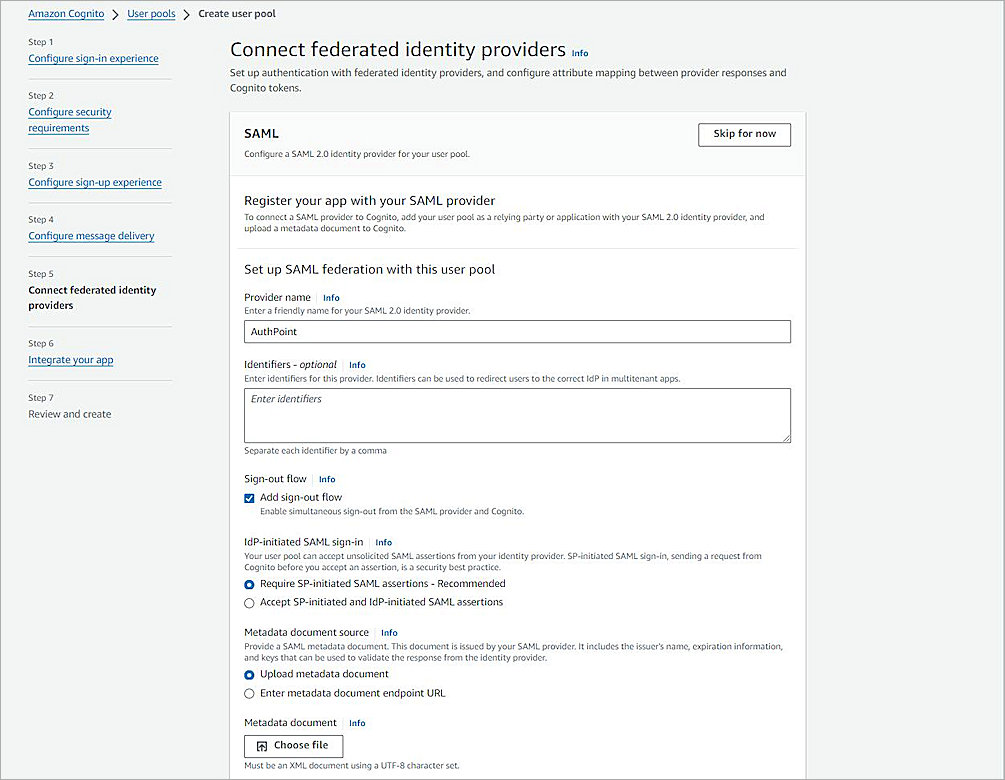 Amazon Cognito > User pools > Create user pool
Step 1
Configure sign-in experience
Step 2
Configure security
requirements
Step 3
Configure sign-up experience
Step 4
Configure message delivery
Step 5
Connect federated identity
providers
Step 6
Integrate your app
Step 7
Review and create
Connect federated identity providers Info
Set up authentication with federated identity providers, and configure attribute mapping between provider responses and
Cognito tokens.
SAML
Skip for now
Configure a SAML 2.0 identity provider for your user pool.
Register your app with your SAML provider
To connect a SAML provider to Cognito, add your user pool as a relying party or application with your SAML 2.0 identity provider, and
upload a metadata document to Cognito.
Set up SAML federation with this user pool
Provider name Info
Enter a friendly name for your SAML 2.0 identity provider.
AuthPoint
Identifiers - optional Info
Enter identifiers for this provider. Identifiers can be used to redirect users to the correct IdP in multitenant apps.
Enter identifiers
Separate each identifier by a comma
Sign-out flow Info
Add sign-out flow
Enable simultaneous sign-out from the SAML provider and Cognito.
IdP-initiated SAML sign-in Info
Your user pool can accept unsolicited SAML assertions from your identity provider. SP-initiated SAML sign-in, sending a request from
Cognito before you accept an assertion, is a security best practice.
Require SP-initiated SAML assertions - Recommended
Accept SP-initiated and IdP-initiated SAML assertions
Metadata document source Info
Provide a SAML metadata document. This document is issued by your SAML provider. It includes the issuer's name, expiration information,
and keys that can be used to validate the response from the identity provider.
Upload metadata document
Enter metadata document endpoint URL
Metadata document Info
Choose file
Must be an XML document using a UTF-8 character set.